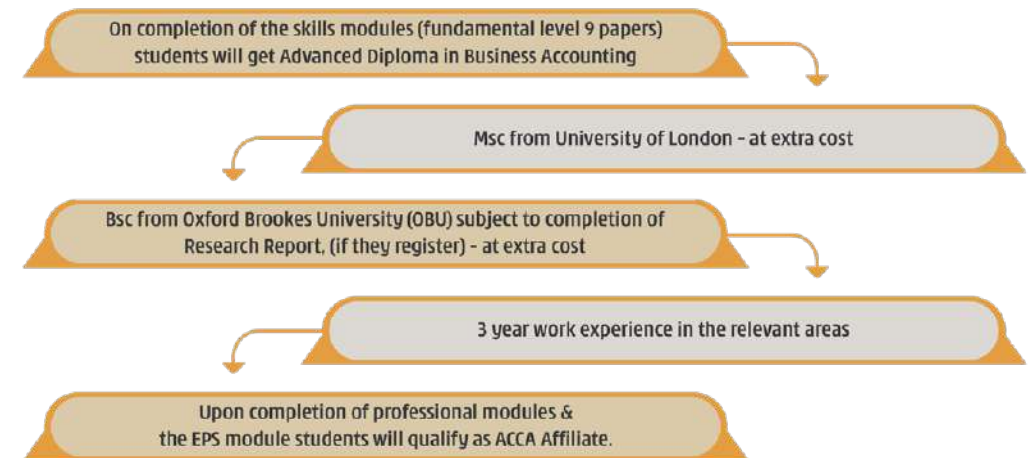 On completion of the skills modules (fundamental level 9 papers)
students will get Advanced Diploma in Business Accounting
Msc from University of London - at extra cost
Bsc from Oxford Brookes University (OBU) subject to completion of
Research Report, (if they register) - at extra cost
3 year work experience in the relevant areas
Upon completion of professional modules &
the EPS module students will qualify as ACCA Affiliate.